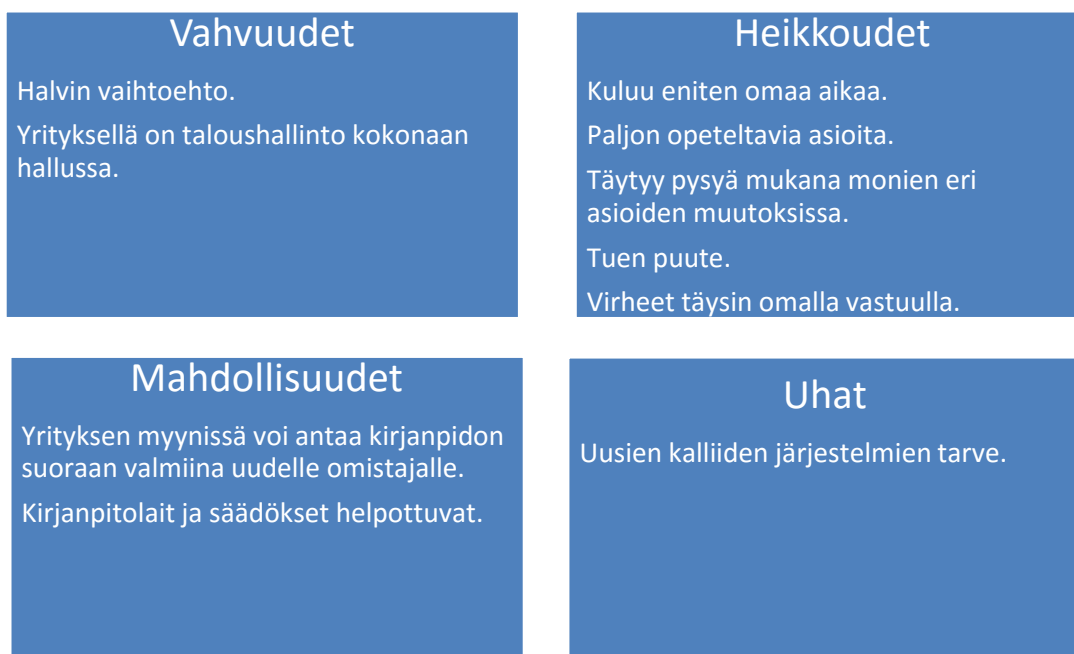 Vahvuudet
Halvin vaihtoehto.
Yrityksellä on taloushallinto kokonaan
hallussa.
Heikkoudet
Kuluu eniten omaa aikaa.
Paljon opeteltavia asioita.
Täytyy pysyä mukana monien eri
asioiden muutoksissa.
Tuen puute.
Virheet täysin omalla vastuulla.
Mahdollisuudet
Yrityksen myynissä voi antaa kirjanpidon
suoraan valmiina uudelle omistajalle.
Kirjanpitolait ja säädökset helpottuvat.
Uhat
Uusien kalliiden järjestelmien tarve.